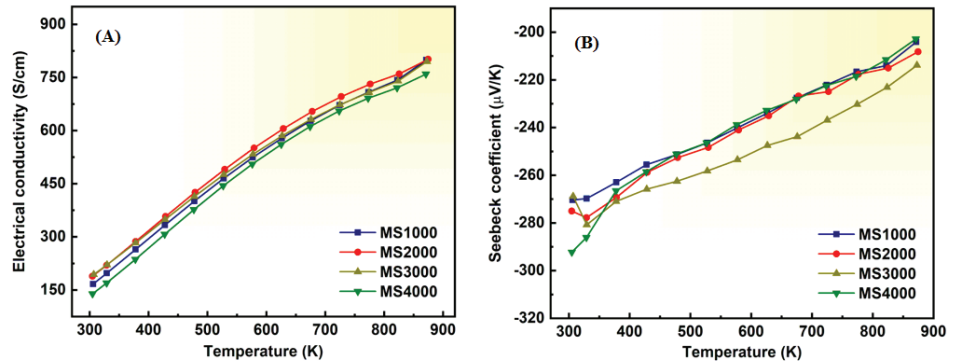 (A)
Electrical conductivity (S/cm)
900
750
600
450
300
150
MS1000
MS2000
MS3000
MS4000
300 400 500 600 700 800 900
Temperature (K)
(B)
Seebeck coefficient (μV/K)
-200
-220
-240
-260
-280
-300
-320
MS1000
MS2000
MS3000
MS4000
300 400 500 600 700 800 900
Temperature (K)